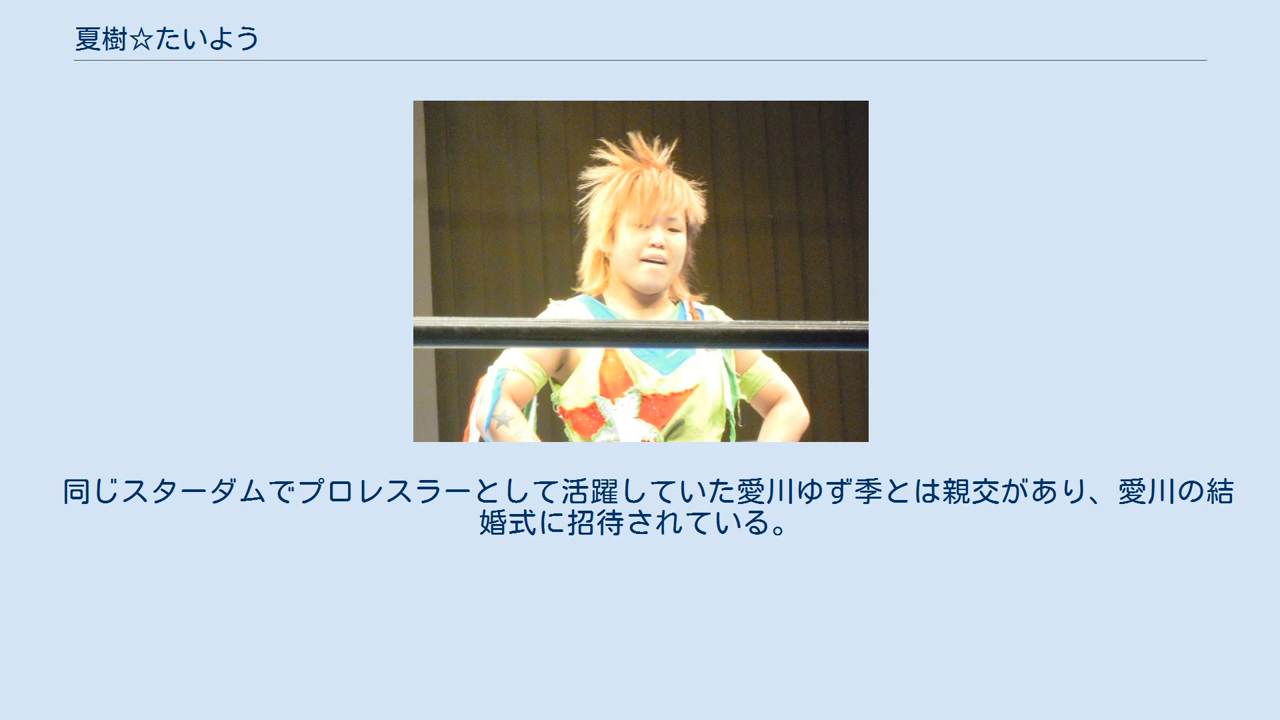 夏樹☆たいよう
同じスターダムでプロレスラーとして活躍していた愛川ゆず季とは親交があり、愛川の結
婚式に招待されている。